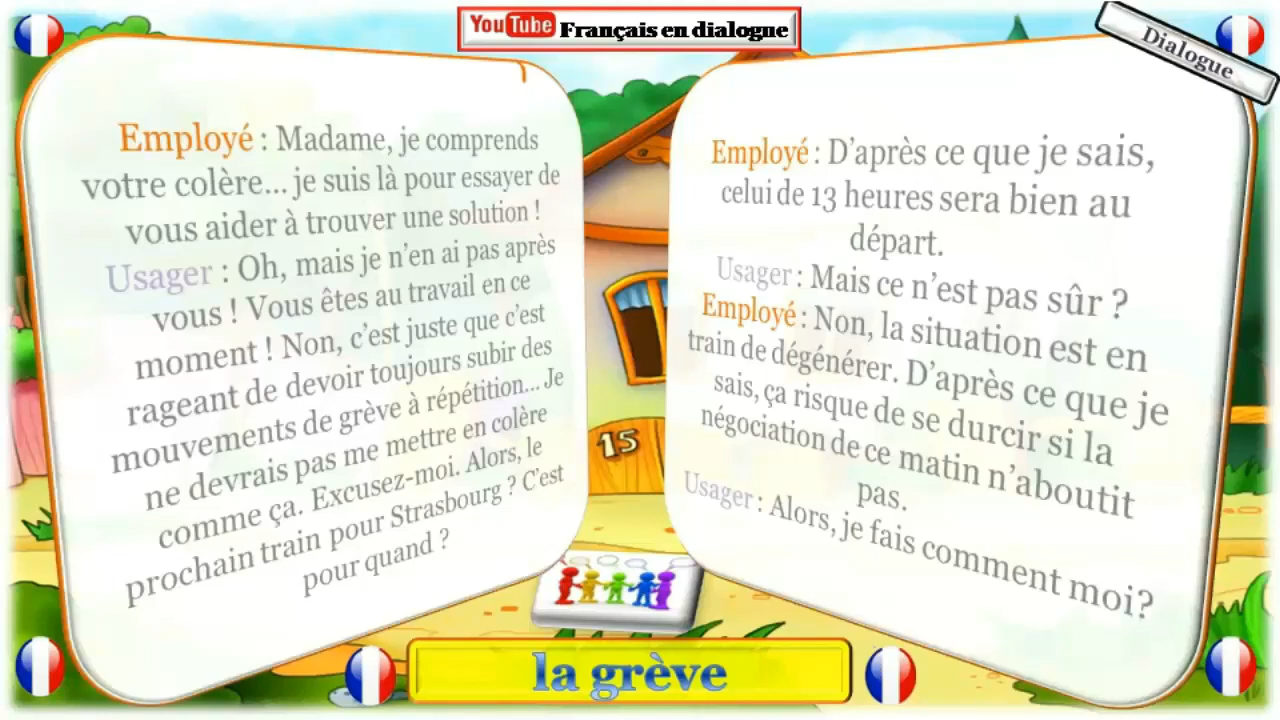 YouTube Français en dialogue
Dialogue
Employé : Madame, je comprends
votre colère... je suis là pour essayer de
vous aider à trouver une solution !
Usager : Oh, mais je n'en ai pas après
vous ! Vous êtes au travail en ce
moment ! Non, c'est juste que c'est
rageant de devoir toujours subir des
mouvements de grève à répétition... Je
ne devrais pas me mettre en colère
comme ça. Excusez-moi. Alors, le
prochain train pour Strasbourg ? C'est
pour quand ?
Employé : D'après ce que je sais,
celui de 13 heures sera bien au
départ.
Usager : Mais ce n'est pas sûr ?
Employé : Non, la situation est en
train de dégénérer. D'après ce que je
sais, ça risque de se durcir si la
négociation de ce matin n'aboutit
pas.
Usager : Alors, je fais comment moi?
15
la grève